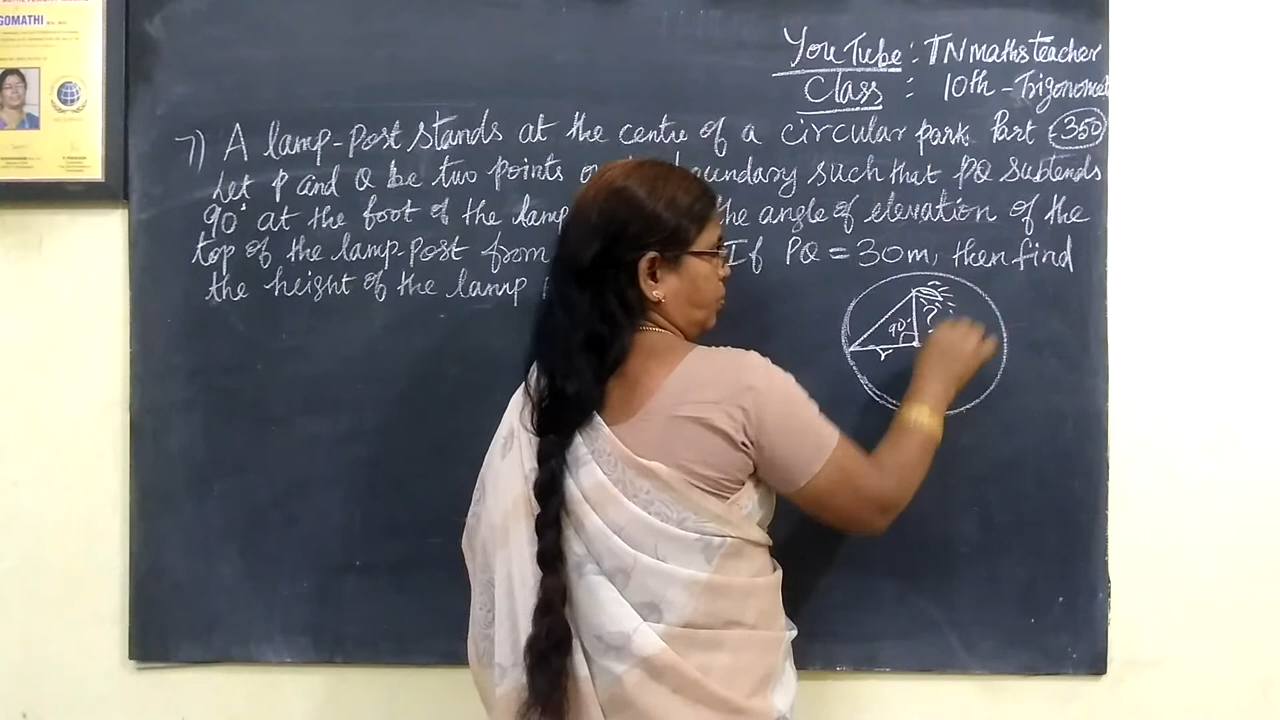 GOMATHI
YouTube : TN maths teacher
Class : 10th - Trigonomet
7) A lamp-post stands at the centre of a circular park. Part 350
Let P and Q be two points on boundary such that PQ subtends
90° at the foot of the lamp the angle of elevation of the
top of the lamp-post from If PQ = 30m, then find
the height of the lamp
90°
?
r